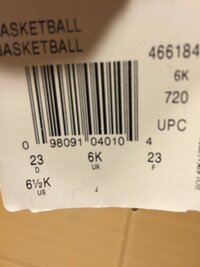 BASKETBALL
BASKETBALL
466184
6K
720
UPC
0 98091 04010 4
23 6K 23
D UK F
6½K J
US